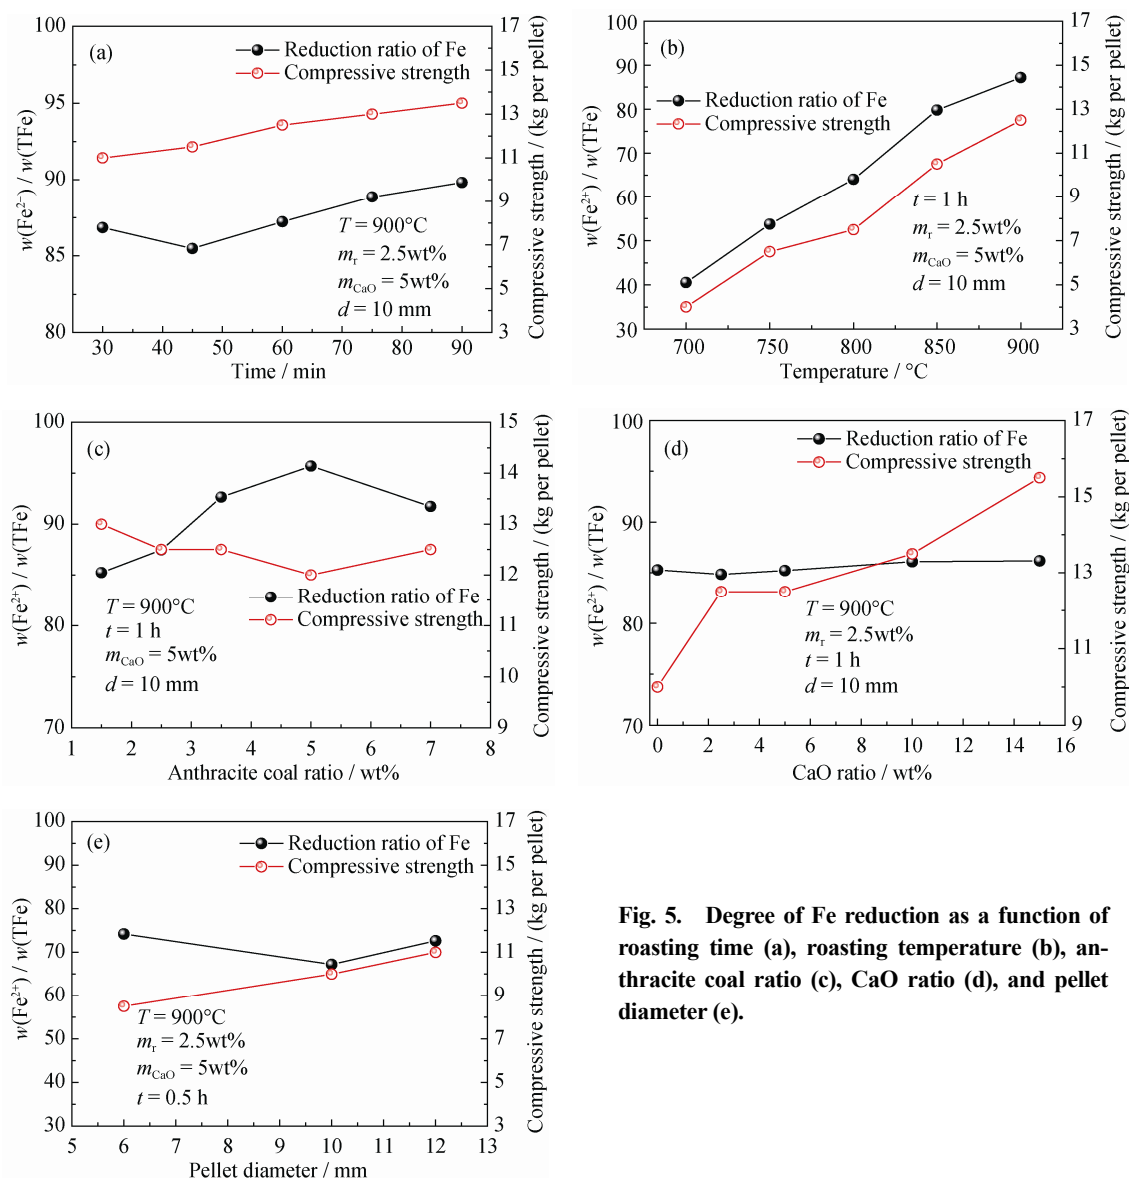 (a)
Reduction ratio of Fe
Compressive strength
T = 900°C
mr = 2.5wt%
mCaO = 5wt%
d = 10 mm
100
95
90
85
80
w(Fe2−) / w(TFe)
17
15
13
11
9
7
5
3
Compressive strength / (kg per pellet)
30 40 50 60 70 80 90
Time / min
(b)
Reduction ratio of Fe
Compressive strength
t = 1 h
mr = 2.5wt%
mCaO = 5wt%
d = 10 mm
100
90
80
70
60
50
40
30
w(Fe2+) / w(TFe)
17
15
13
11
9
7
5
3
Compressive strength / (kg per pellet)
700 750 800 850 900
Temperature / °C
(c)
Reduction ratio of Fe
Compressive strength
T = 900°C
t = 1 h
mCaO = 5wt%
d = 10 mm
100
90
80
70
w(Fe2+) / w(TFe)
15
14
13
12
11
10
9
Compressive strength / (kg per pellet)
1 2 3 4 5 6 7 8
Anthracite coal ratio / wt%
(d)
Reduction ratio of Fe
Compressive strength
T = 900°C
mr = 2.5wt%
t = 1 h
d = 10 mm
100
90
80
70
w(Fe2+) / w(TFe)
17
15
13
11
9
Compressive strength / (kg per pellet)
0 2 4 6 8 10 12 14 16
CaO ratio / wt%
(e)
Reduction ratio of Fe
Compressive strength
T = 900°C
mr = 2.5wt%
mCaO = 5wt%
t = 0.5 h
100
90
80
70
60
50
40
30
w(Fe2+) / w(TFe)
17
15
13
11
9
7
5
3
Compressive strength / (kg per pellet)
5 6 7 8 9 10 11 12 13
Pellet diameter / mm
Fig. 5. Degree of Fe reduction as a function of
roasting time (a), roasting temperature (b), an-
thracite coal ratio (c), CaO ratio (d), and pellet
diameter (e).